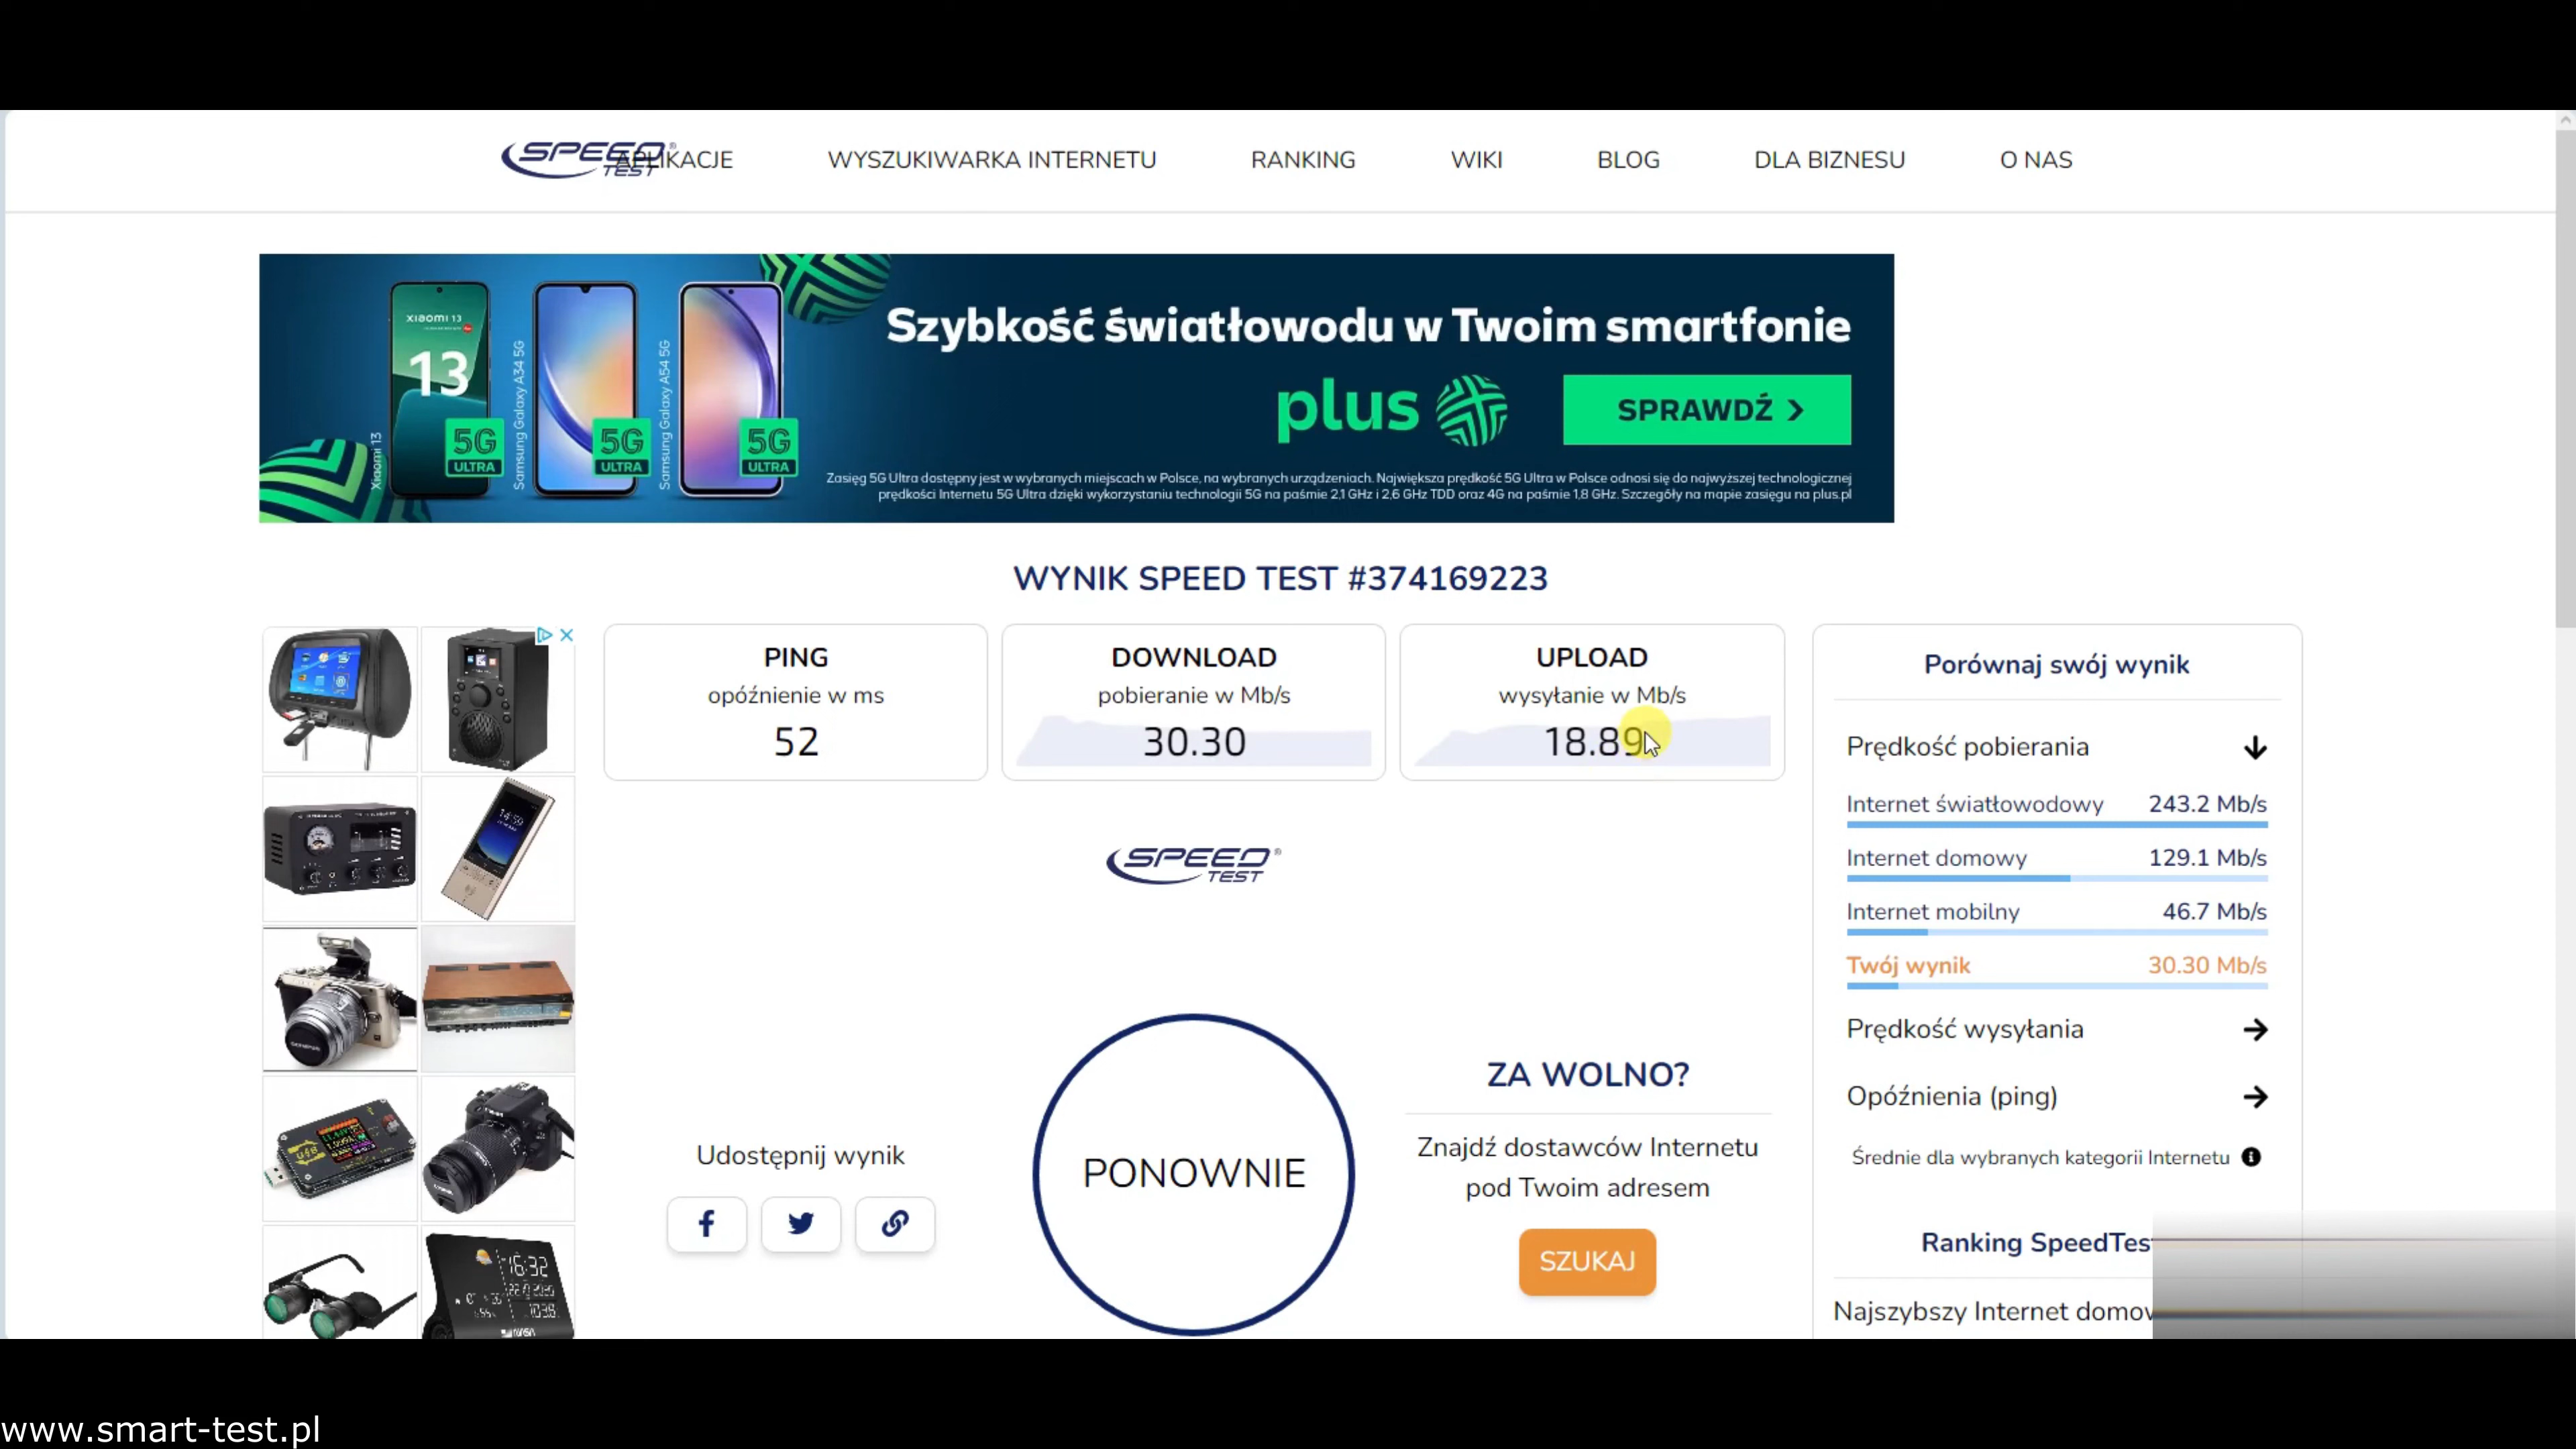 SPEED TEST
APLIKACJE
WYSZUKIWARKA INTERNETU
RANKING
WIKI
BLOG
DLA BIZNESU
O NAS
XIAOMI 13
13
5G
ULTRA
Xiaomi 13
Samsung Galaxy A34 5G
5G
ULTRA
Samsung Galaxy A54 5G
5G
ULTRA
Szybkość światłowodu w Twoim smartfonie
plus
SPRAWDŹ
Zasięg 5G Ultra dostępny jest w wybranych miejscach w Polsce, na wybranych urządzeniach. Największa prędkość 5G Ultra w Polsce odnosi się do najwyższej technologicznej
prędkości Internetu 5G Ultra dzięki wykorzystaniu technologii 5G na paśmie 2,1 GHz i 2.6 GHz TDD oraz 4G na paśmie 1.8 GHz. Szczegóły na mapie zasięgu na plus.pl
WYNIK SPEED TEST #374169223
PING
opóźnienie w ms
52
DOWNLOAD
pobieranie w Mb/s
30.30
UPLOAD
wysyłanie w Mb/s
18.89
SPEED TEST
Udostępnij wynik
PONOWNIE
ZA WOLNO?
Znajdź dostawców Internetu
pod Twoim adresem
SZUKAJ
Porównaj swój wynik
Prędkość pobierania
Internet światłowodowy 243.2 Mb/s
Internet domowy 129.1 Mb/s
Internet mobilny 46.7 Mb/s
Twój wynik 30.30 Mb/s
Prędkość wysyłania
Opóźnienia (ping)
Średnie dla wybranych kategorii Internetu
Ranking SpeedTest
Najszybszy Internet domow
14:59
16:32
www.smart-test.pl